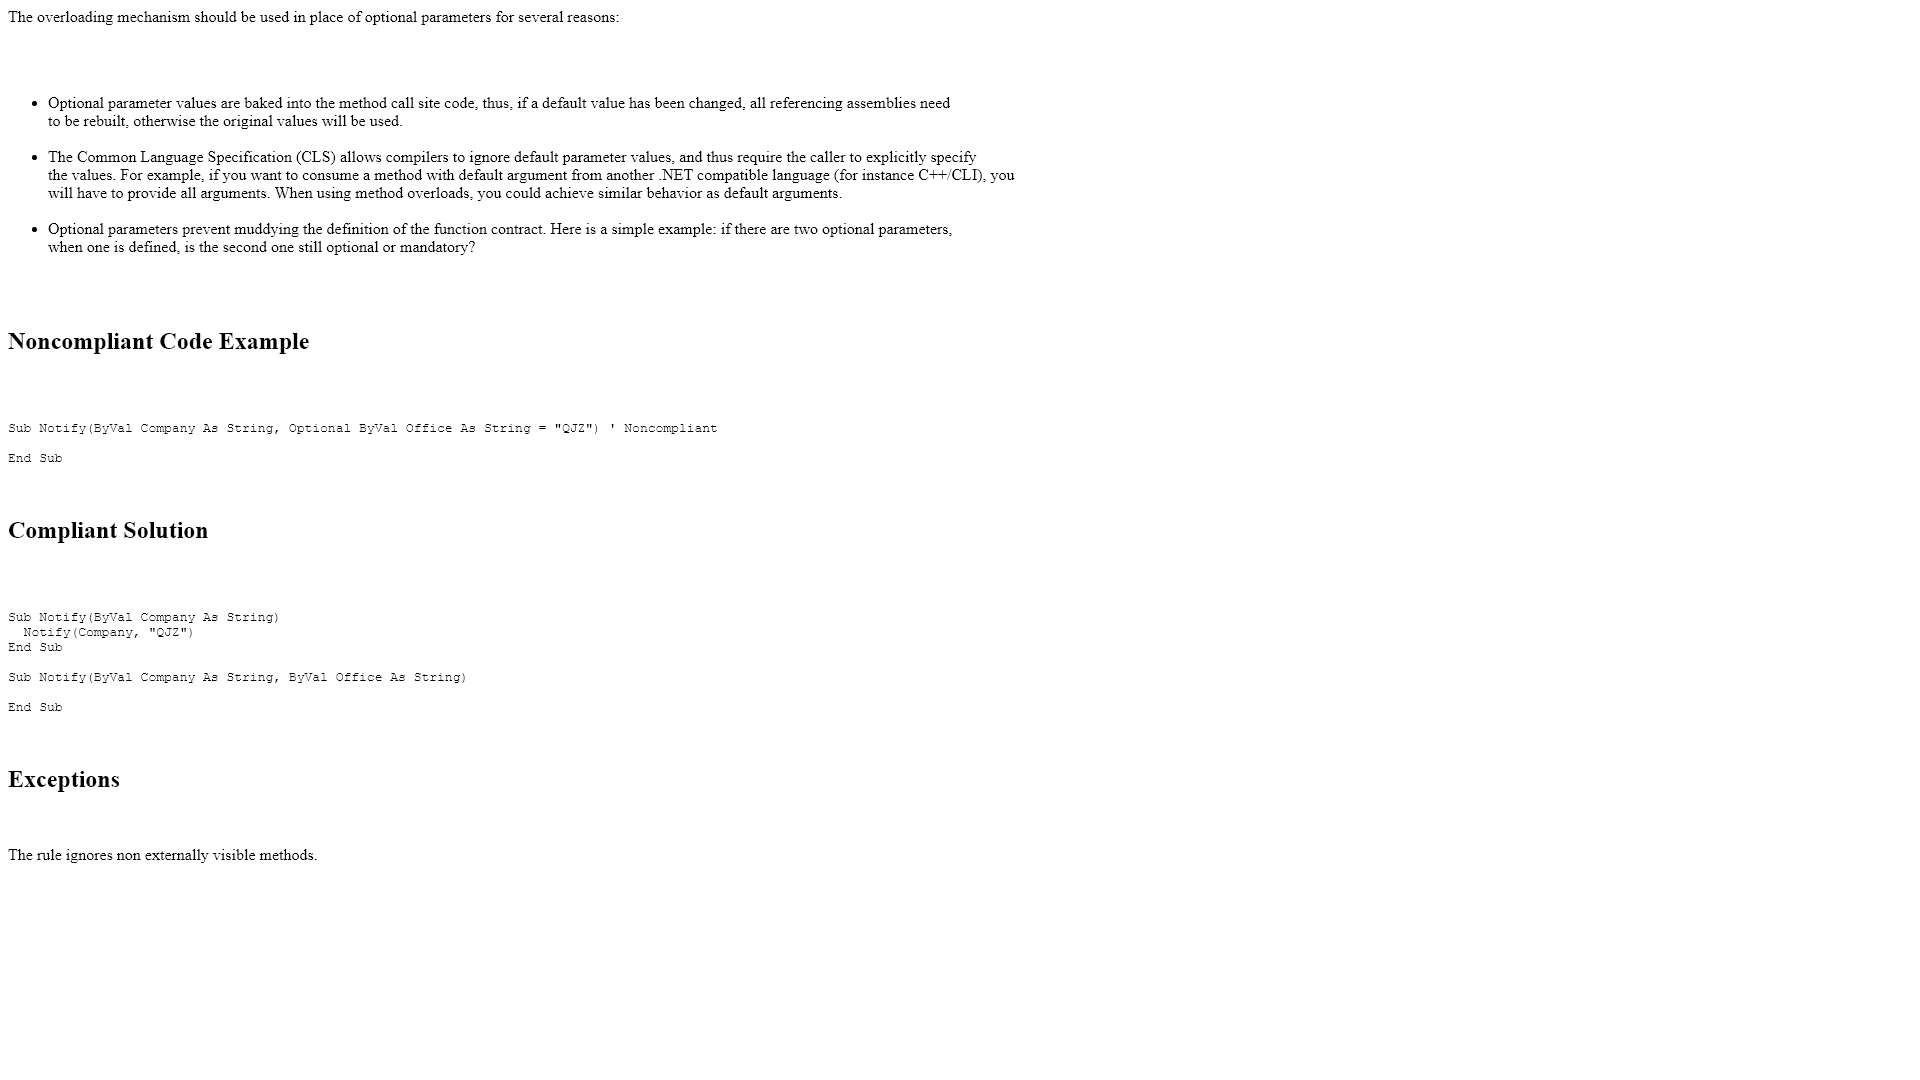 The overloading mechanism should be used in place of optional parameters for several reasons:
• Optional parameter values are baked into the method call site code, thus, if a default value has been changed, all referencing assemblies need
to be rebuilt, otherwise the original values will be used.
• The Common Language Specification (CLS) allows compilers to ignore default parameter values, and thus require the caller to explicitly specify
the values. For example, if you want to consume a method with default argument from another .NET compatible language (for instance C++/CLI), you
will have to provide all arguments. When using method overloads, you could achieve similar behavior as default arguments.
• Optional parameters prevent muddying the definition of the function contract. Here is a simple example: if there are two optional parameters,
when one is defined, is the second one still optional or mandatory?
Noncompliant Code Example
Sub Notify(ByVal Company As String, Optional ByVal Office As String = "QJZ") ' Noncompliant
End Sub
Compliant Solution
Sub Notify(ByVal Company As String)
  Notify(Company, "QJZ")
End Sub
Sub Notify(ByVal Company As String, ByVal Office As String)
End Sub
Exceptions
The rule ignores non externally visible methods.